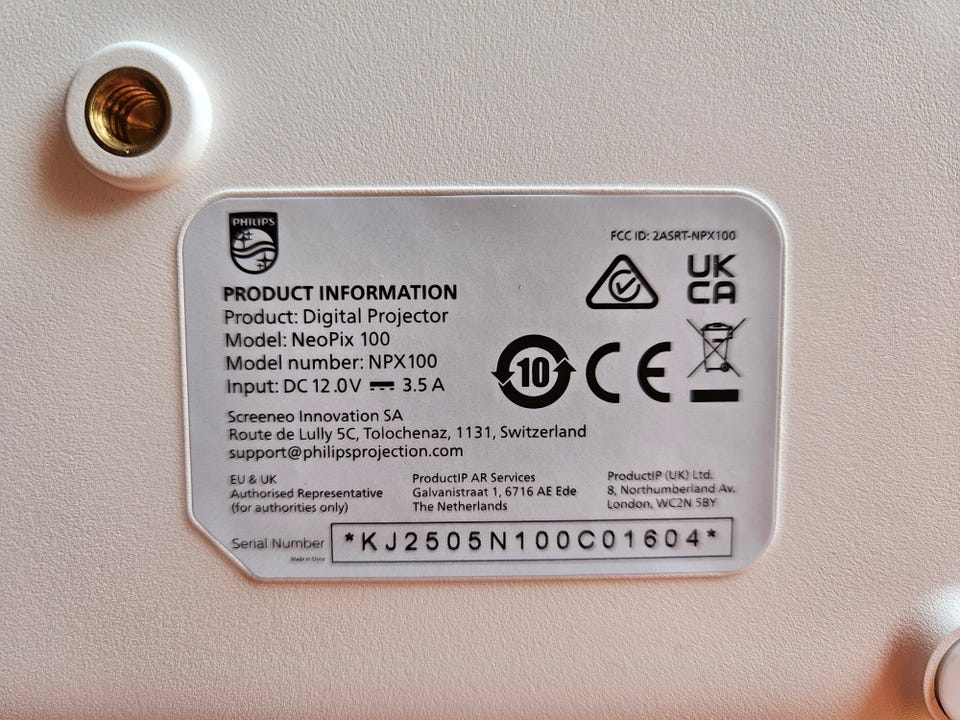 PHILIPS
FCC ID: 2ASRT-NPX100
UK
CA
PRODUCT INFORMATION
Product: Digital Projector
Model: NeoPix 100
Model number: NPX100
Input: DC 12.0V ⎓ 3.5 A
10
CE
Screeneo Innovation SA
Route de Lully 5C, Tolochenaz, 1131, Switzerland
support@philipsprojection.com
EU & UK
Authorised Representative
(for authorities only)
ProductIP AR Services
Galvanistraat 1, 6716 AE Ede
The Netherlands
ProductIP (UK) Ltd.
8, Northumberland Av.
London, WC2N 5BY
Serial Number
*KJ2505N100C01604*
Made in China